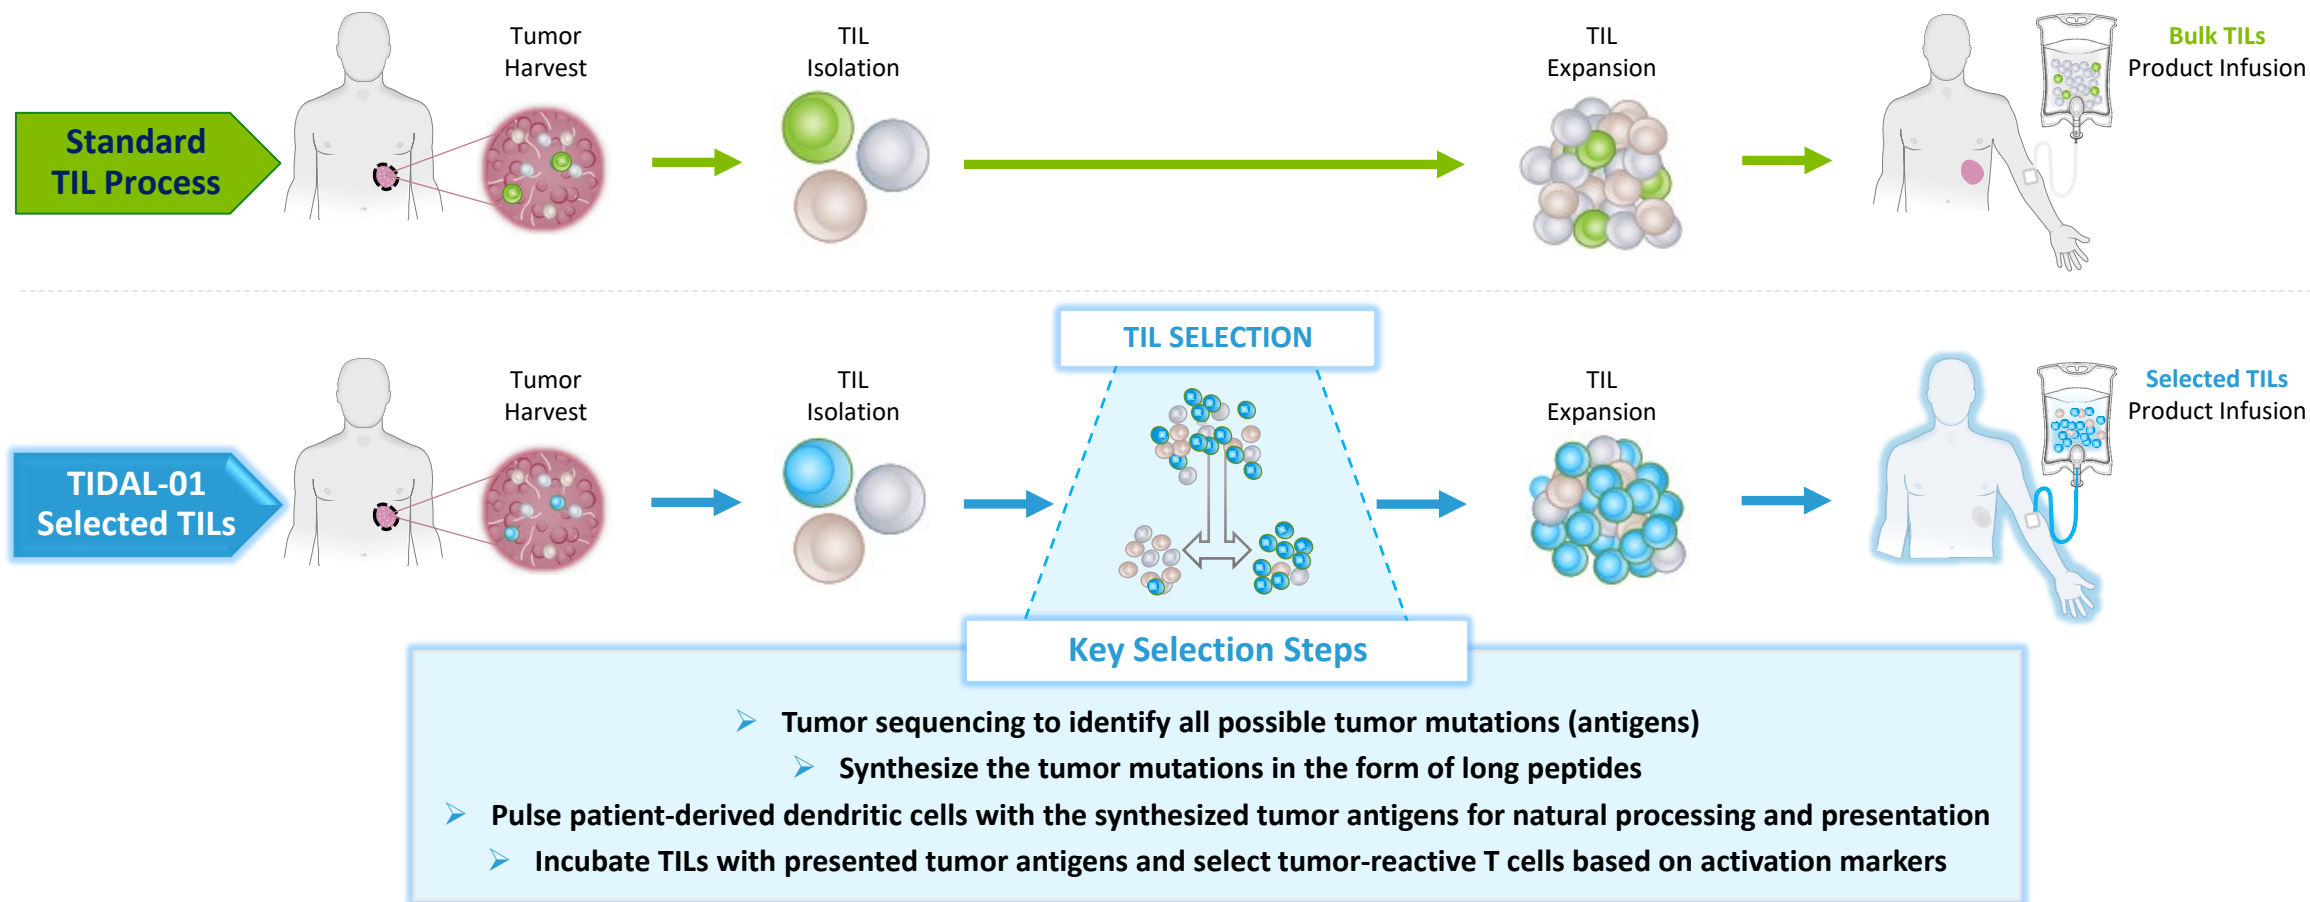 Tumor
Harvest
TIL
Isolation
TIL
Expansion
Bulk TILs
Product Infusion
Standard
TIL Process
TIL SELECTION
Tumor
Harvest
TIL
Isolation
TIL
Expansion
Selected TILs
Product Infusion
TIDAL-01
Selected TILs
Key Selection Steps
➢ Tumor sequencing to identify all possible tumor mutations (antigens)
➢ Synthesize the tumor mutations in the form of long peptides
➢ Pulse patient-derived dendritic cells with the synthesized tumor antigens for natural processing and presentation
➢ Incubate TILs with presented tumor antigens and select tumor-reactive T cells based on activation markers